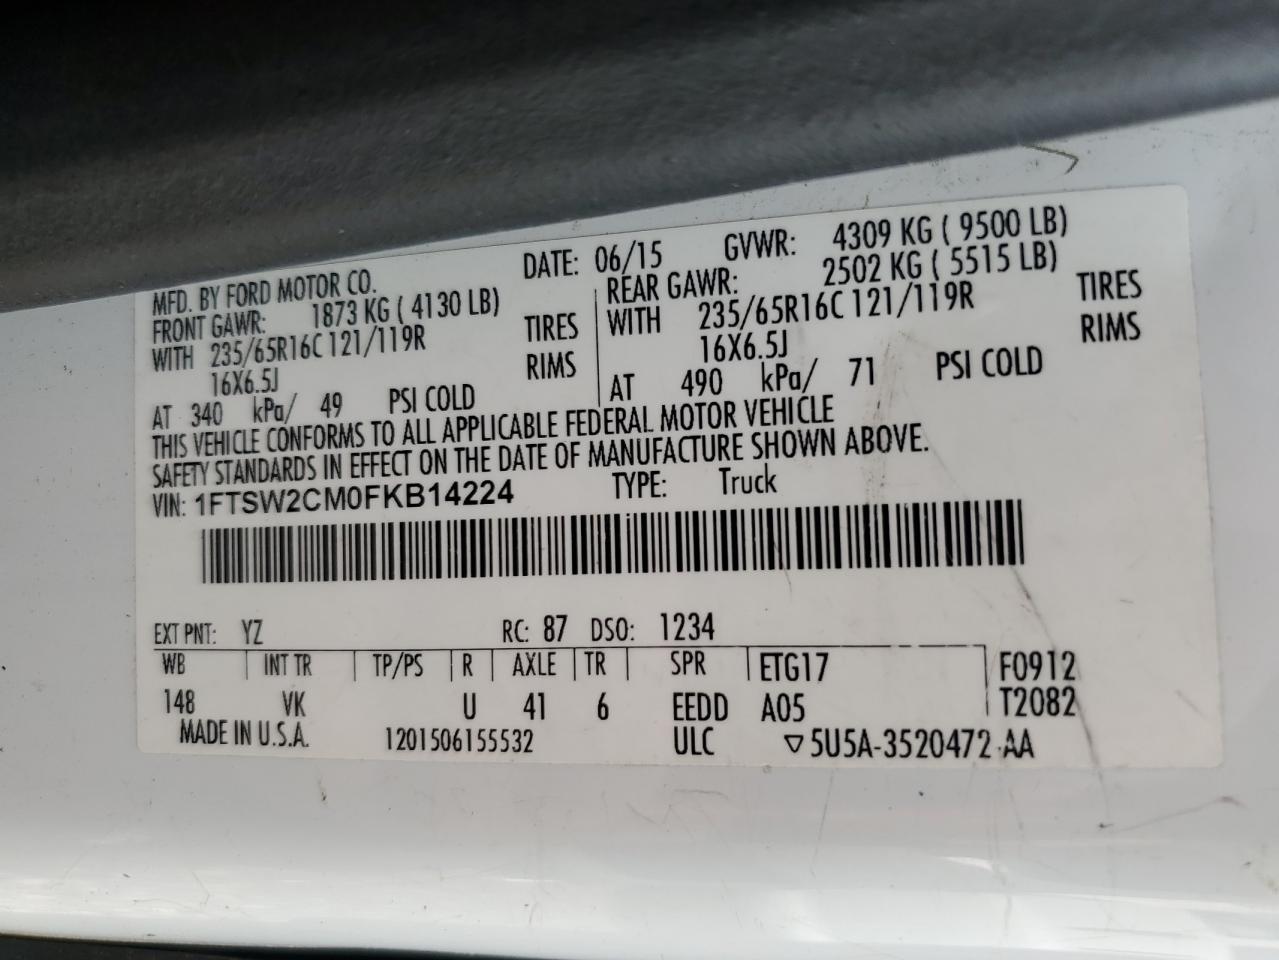 MFD. BY FORD MOTOR CO. DATE: 06/15 GVWR: 4309 KG ( 9500 LB)
FRONT GAWR: 1873 KG ( 4130 LB) REAR GAWR: 2502 KG ( 5515 LB)
WITH 235/65R16C 121/119R TIRES WITH 235/65R16C 121/119R TIRES
16X6.5J RIMS 16X6.5J RIMS
AT 340 kPa/ 49 PSI COLD AT 490 kPa/ 71 PSI COLD
THIS VEHICLE CONFORMS TO ALL APPLICABLE FEDERAL MOTOR VEHICLE
SAFETY STANDARDS IN EFFECT ON THE DATE OF MANUFACTURE SHOWN ABOVE.
VIN: 1FTSW2CM0FKB14224 TYPE: Truck
EXT PNT: YZ RC: 87 DSO: 1234
WB INT TR TP/PS R AXLE TR SPR ETG17 F0912
148 VK U 41 6 EEDD A05 T2082
MADE IN U.S.A. 1201506155532 ULC ▽5U5A-3520472-AA